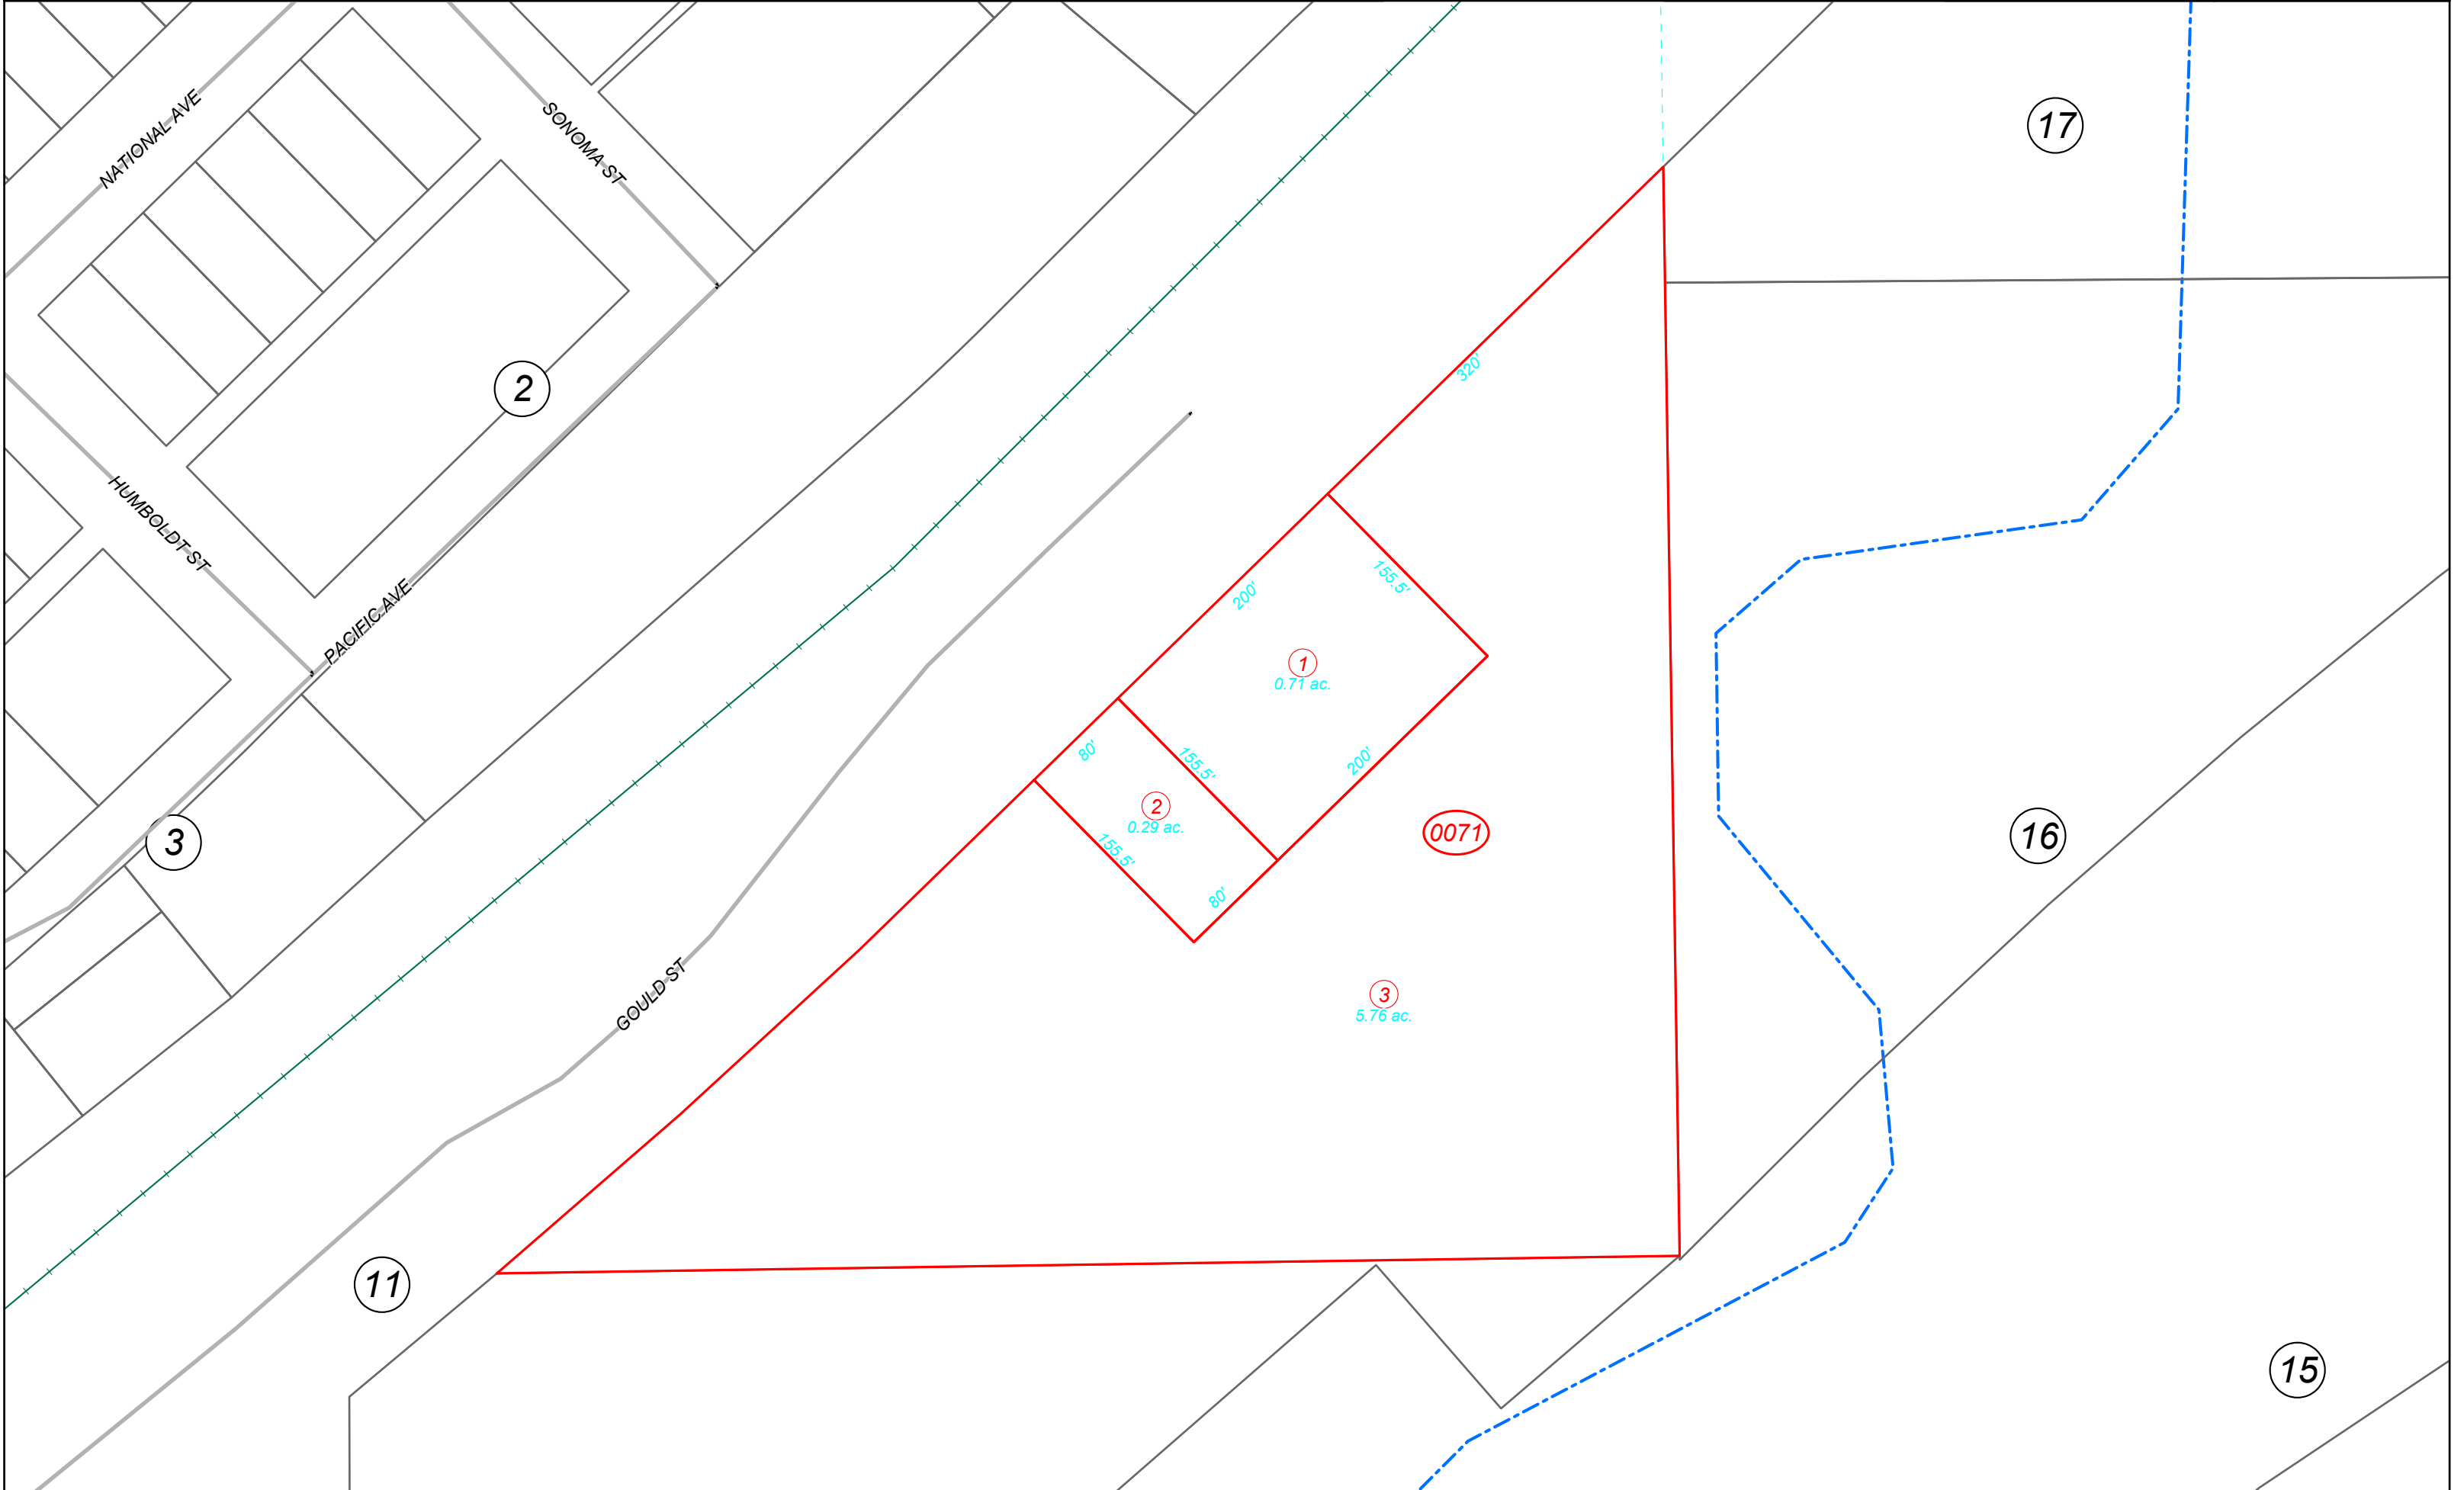 NATIONAL AVE
SONOMA ST
17
320'
2
HUMBOLDT ST
PACIFIC AVE
155.5'
200'
1
0.71 ac.
80'
155.5'
200'
2
0.29 ac.
0071
16
3
155.5'
80'
GOULD ST
3
5.76 ac.
11
15